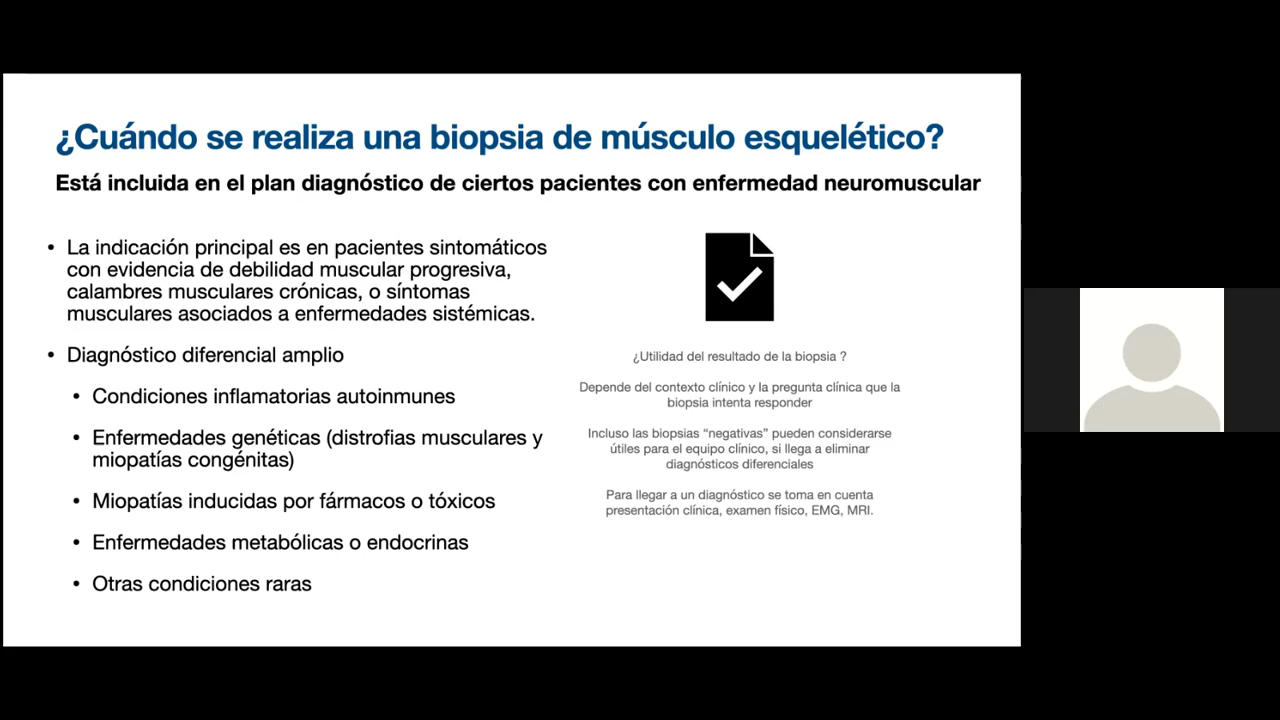 ¿Cuándo se realiza una biopsia de músculo esquelético?
Está incluida en el plan diagnóstico de ciertos pacientes con enfermedad neuromuscular
• La indicación principal es en pacientes sintomáticos
con evidencia de debilidad muscular progresiva,
calambres musculares crónicas, o síntomas
musculares asociados a enfermedades sistémicas.
• Diagnóstico diferencial amplio
• Condiciones inflamatorias autoinmunes
• Enfermedades genéticas (distrofias musculares y
miopatías congénitas)
• Miopatías inducidas por fármacos o tóxicos
• Enfermedades metabólicas o endocrinas
• Otras condiciones raras
¿Utilidad del resultado de la biopsia ?
Depende del contexto clínico y la pregunta clínica que la
biopsia intenta responder
Incluso las biopsias “negativas” pueden considerarse
útiles para el equipo clínico, si llega a eliminar
diagnósticos diferenciales
Para llegar a un diagnóstico se toma en cuenta
presentación clínica, examen físico, EMG, MRI.